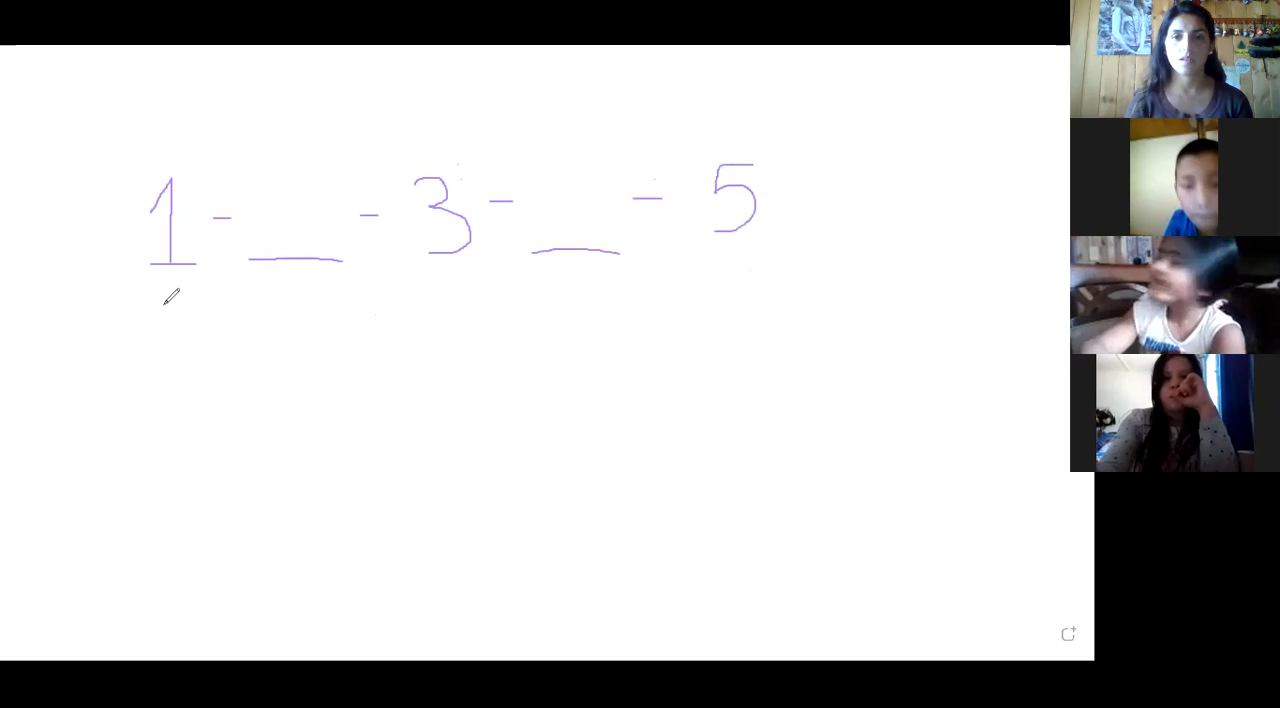 1 - ___ - 3 - ___ - 5